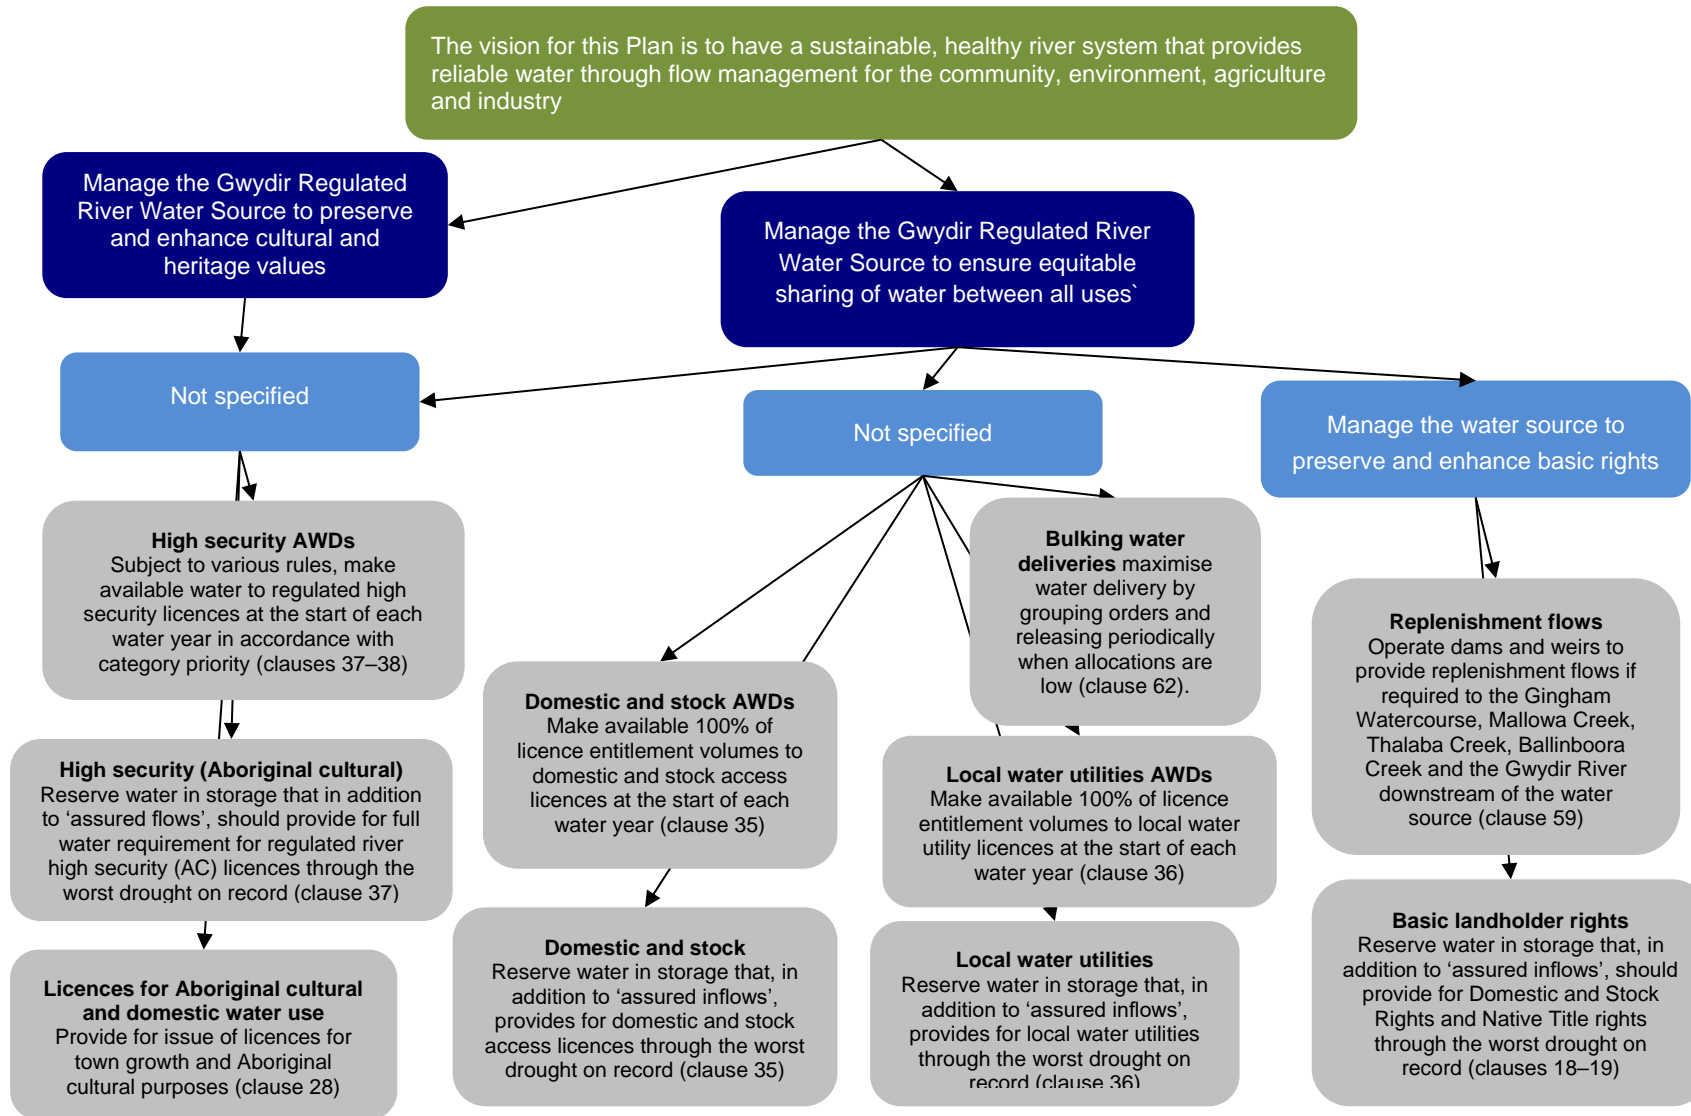 The vision for this Plan is to have a sustainable, healthy river system that provides
reliable water through flow management for the community, environment, agriculture
and industry
Manage the Gwydir Regulated
River Water Source to preserve
and enhance cultural and
heritage values
Manage the Gwydir Regulated River
Water Source to ensure equitable
sharing of water between all uses`
Not specified
Not specified
Manage the water source to
preserve and enhance basic rights
High security AWDs
Subject to various rules, make
available water to regulated high
security licences at the start of each
water year in accordance with
category priority (clauses 37–38)
Bulking water
deliveries maximise
water delivery by
grouping orders and
releasing periodically
when allocations are
low (clause 62).
Replenishment flows
Operate dams and weirs to
provide replenishment flows if
required to the Gingham
Watercourse, Mallowa Creek,
Thalaba Creek, Ballinboora
Creek and the Gwydir River
downstream of the water
source (clause 59)
Domestic and stock AWDs
Make available 100% of
licence entitlement volumes to
domestic and stock access
licences at the start of each
water year (clause 35)
High security (Aboriginal cultural)
Reserve water in storage that in addition
to ‘assured flows’, should provide for full
water requirement for regulated river
high security (AC) licences through the
worst drought on record (clause 37)
Local water utilities AWDs
Make available 100% of licence
entitlement volumes to local water
utility licences at the start of each
water year (clause 36)
Licences for Aboriginal cultural
and domestic water use
Provide for issue of licences for
town growth and Aboriginal
cultural purposes (clause 28)
Domestic and stock
Reserve water in storage that, in
addition to ‘assured inflows’,
provides for domestic and stock
access licences through the worst
drought on record (clause 35)
Local water utilities
Reserve water in storage that, in
addition to ‘assured inflows’,
provides for local water utilities
through the worst drought on
record (clause 36)
Basic landholder rights
Reserve water in storage that, in
addition to ‘assured inflows’, should
provide for Domestic and Stock
Rights and Native Title rights
through the worst drought on
record (clauses 18–19)